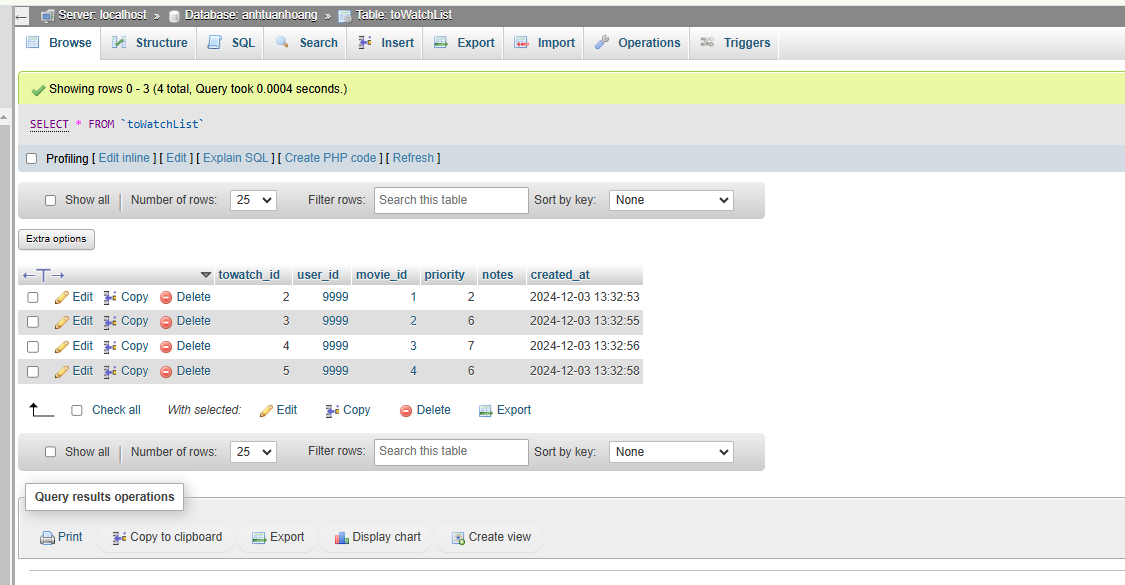 Server: localhost » Database: anhtuanhoang » Table: toWatchList
Browse Structure SQL Search Insert Export Import Operations Triggers
Showing rows 0 - 3 (4 total, Query took 0.0004 seconds.)
SELECT * FROM `toWatchList`
Profiling [ Edit inline ] [ Edit ] [ Explain SQL ] [ Create PHP code ] [ Refresh ]
Show all Number of rows: 25 Filter rows: Search this table Sort by key: None
Extra options
←T→ towatch_id user_id movie_id priority notes created_at
Edit Copy Delete 2 9999 1 2 2024-12-03 13:32:53
Edit Copy Delete 3 9999 2 6 2024-12-03 13:32:55
Edit Copy Delete 4 9999 3 7 2024-12-03 13:32:56
Edit Copy Delete 5 9999 4 6 2024-12-03 13:32:58
Check all With selected: Edit Copy Delete Export
Show all Number of rows: 25 Filter rows: Search this table Sort by key: None
Query results operations
Print Copy to clipboard Export Display chart Create view